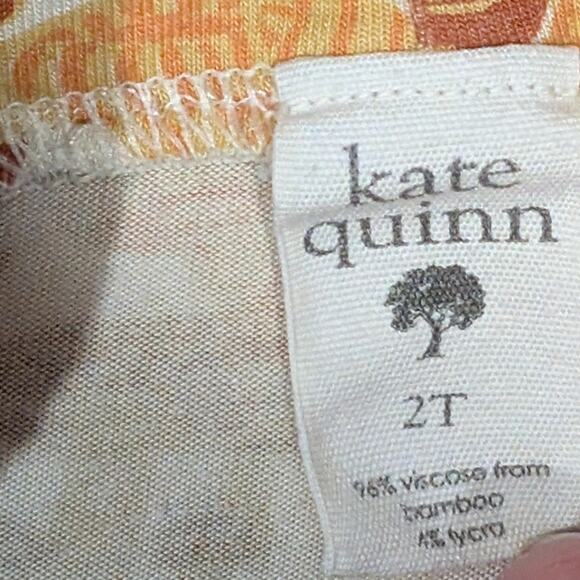 kate
quinn
2T
96% viscose from
bamboo
4% lycra